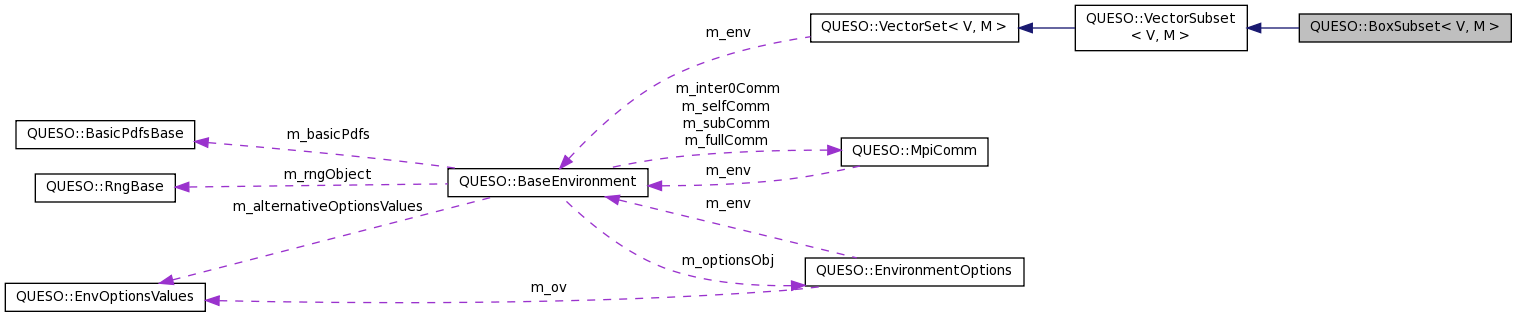 QUESO::VectorSet< V, M >
QUESO::VectorSubset
< V, M >
QUESO::BoxSubset< V, M >
m_env
m_inter0Comm
m_selfComm
m_subComm
m_fullComm
QUESO::BasicPdfsBase
m_basicPdfs
QUESO::MpiComm
QUESO::RngBase
m_rngObject
QUESO::BaseEnvironment
m_env
m_alternativeOptionsValues
m_env
m_optionsObj
QUESO::EnvironmentOptions
QUESO::EnvOptionsValues
m_ov